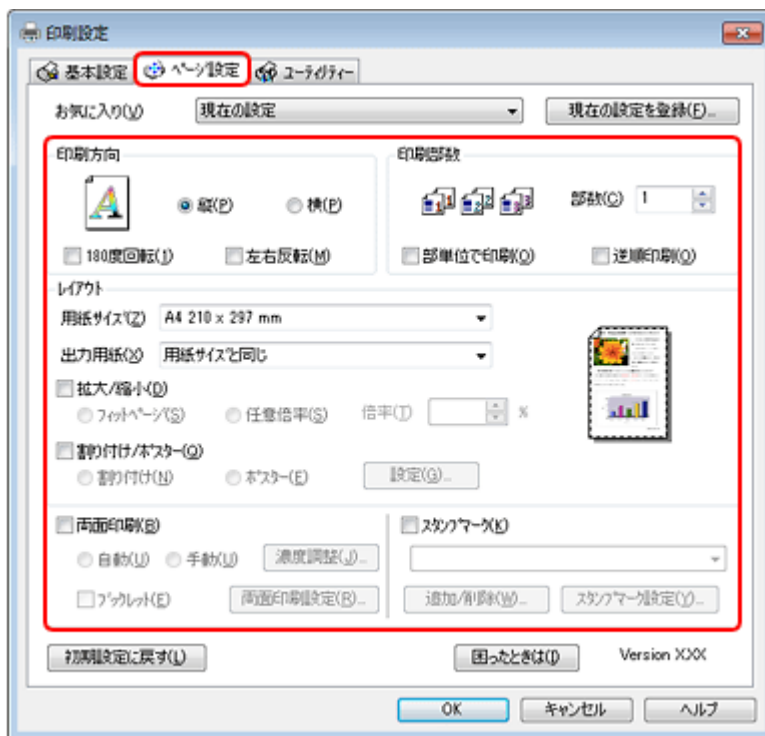 印刷設定
基本設定 ページ設定 ユーティリティー
お気に入り(V) 現在の設定 現在の設定を登録(F)...
印刷方向 印刷部数
縦(P) 横(P) 部数(C) 1
180度回転(1) 左右反転(M) 部単位で印刷(O) 逆順印刷(O)
レイアウト
用紙サイズ(Z) A4 210 x 297 mm
出力用紙(X) 用紙サイズと同じ
拡大/縮小(D)
フィットページ(S) 任意倍率(S) 倍率(T) %
割り付け/ポスター(Q)
割り付け(N) ポスター(E) 設定(G)...
両面印刷(B) スタンプマーク(K)
自動(U) 手動(U) 濃度調整(J)...
ブックレット(E) 両面印刷設定(R)... 追加/削除(W)... スタンプマーク設定(Y)...
初期設定に戻す(L) 困ったときは(I) Version X.XX
OK キャンセル ヘルプ